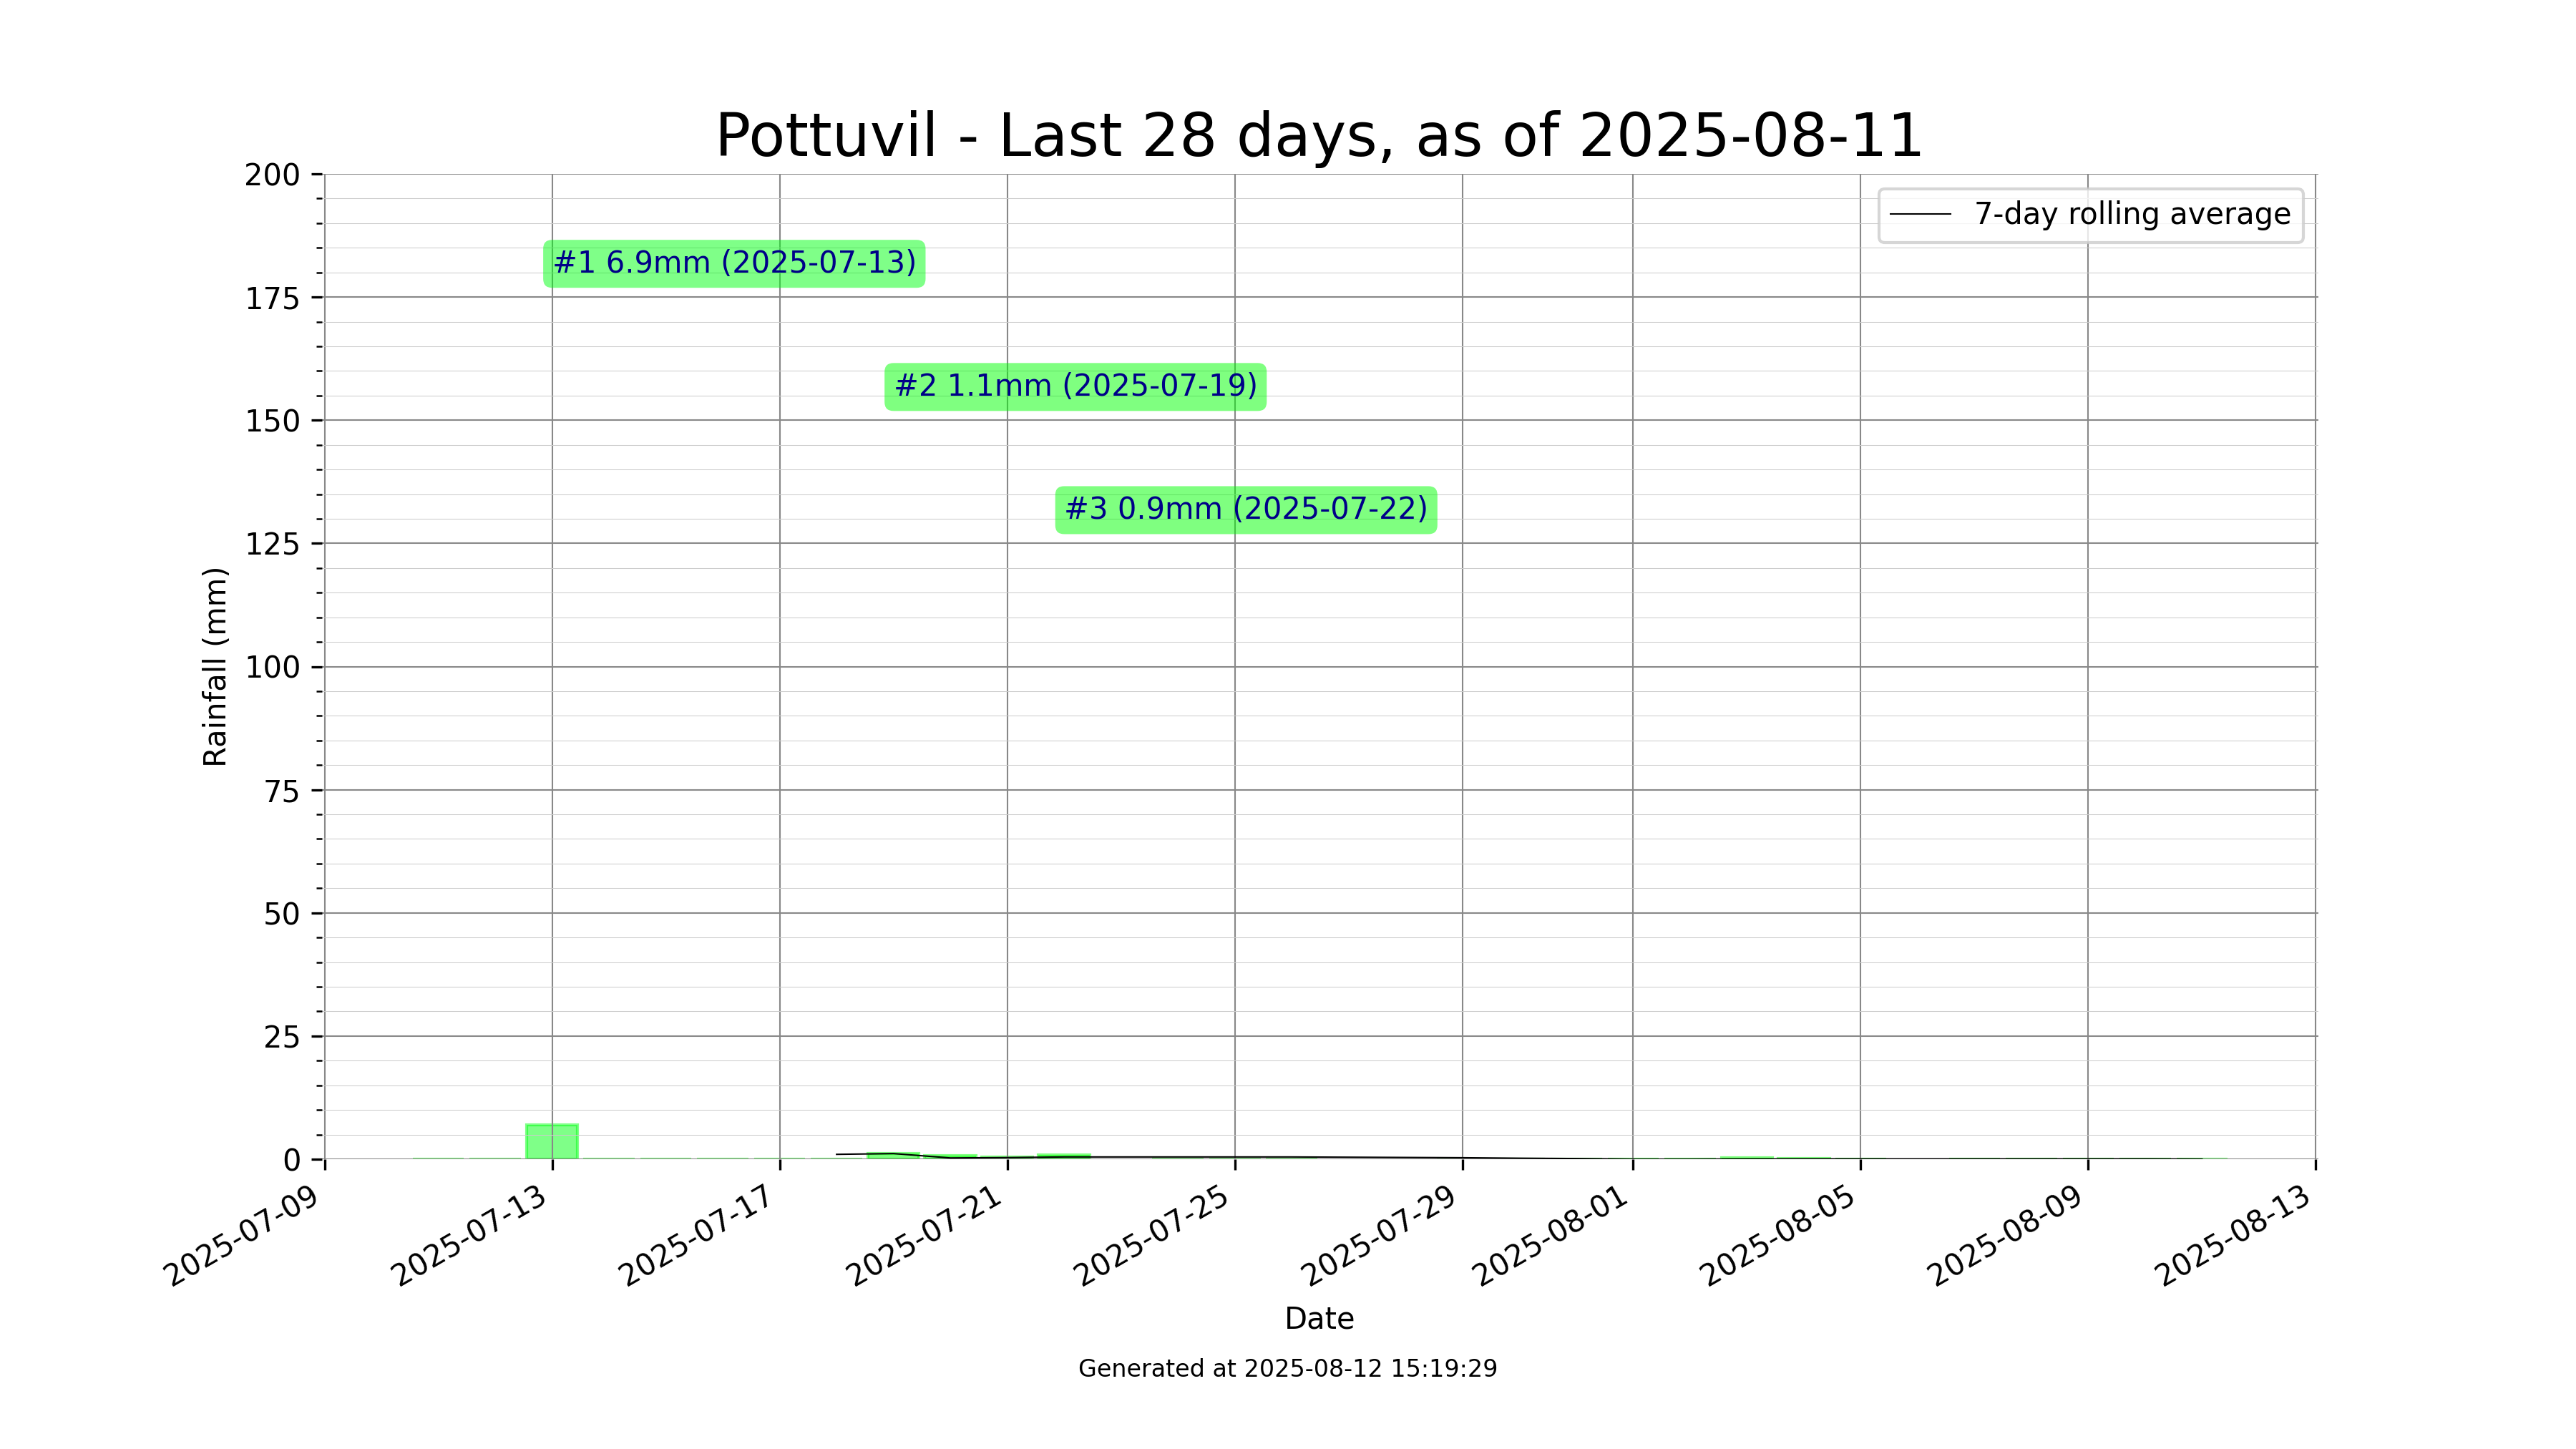 Pottuvil - Last 28 days, as of 2025-08-11
200
175
150
125
100
75
50
25
0
Rainfall (mm)
7-day rolling average
#1 6.9mm (2025-07-13)
#2 1.1mm (2025-07-19)
#3 0.9mm (2025-07-22)
2025-07-09
2025-07-13
2025-07-17
2025-07-21
2025-07-25
2025-07-29
2025-08-01
2025-08-05
2025-08-09
2025-08-13
Date
Generated at 2025-08-12 15:19:29